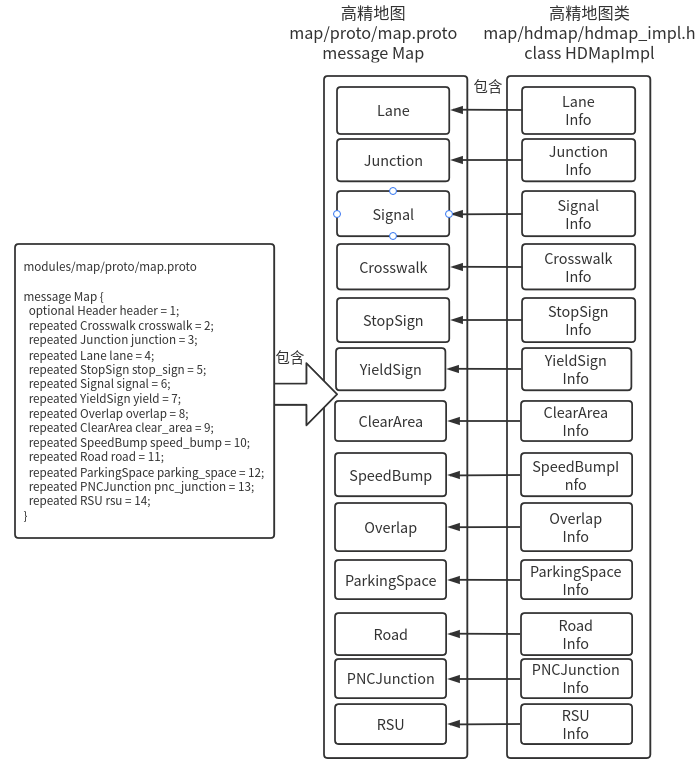 高精地图
map/proto/map.proto
message Map
高精地图类
map/hdmap/hdmap_impl.h
class HDMapImpl
modules/map/proto/map.proto
message Map {
optional Header header = 1;
repeated Crosswalk crosswalk = 2;
repeated Junction junction = 3;
repeated Lane lane = 4;
repeated StopSign stop_sign = 5;
repeated Signal signal = 6;
repeated YieldSign yield = 7;
repeated Overlap overlap = 8;
repeated ClearArea clear_area = 9;
repeated SpeedBump speed_bump = 10;
repeated Road road = 11;
repeated ParkingSpace parking_space = 12;
repeated PNCJunction pnc_junction = 13;
repeated RSU rsu = 14;
}
包含
Lane
Junction
Signal
Crosswalk
StopSign
YieldSign
ClearArea
SpeedBump
Overlap
ParkingSpace
Road
PNCJunction
RSU
包含
Lane
Info
Junction
Info
Signal
Info
Crosswalk
Info
StopSign
Info
YieldSign
Info
ClearArea
Info
SpeedBumpI
nfo
Overlap
Info
ParkingSpace
Info
Road
Info
PNCJunction
Info
RSU
Info